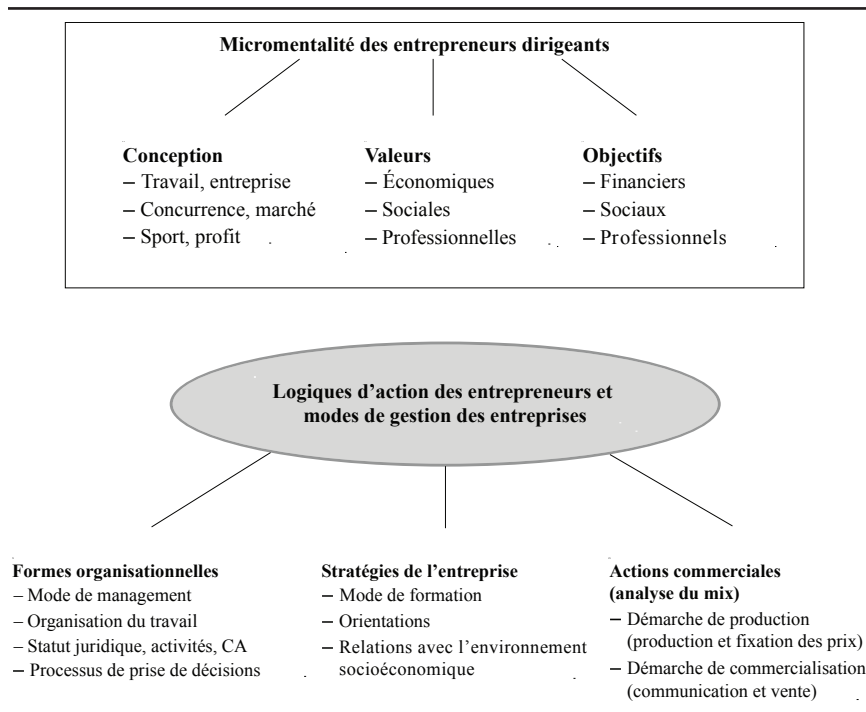 Micromentalité des entrepreneurs dirigeants
Conception
– Travail, entreprise
– Concurrence, marché
– Sport, profit
Valeurs
– Économiques
– Sociales
– Professionnelles
Objectifs
– Financiers
– Sociaux
– Professionnels
Logiques d’action des entrepreneurs et
modes de gestion des entreprises
Formes organisationnelles
– Mode de management
– Organisation du travail
– Statut juridique, activités, CA
– Processus de prise de décisions
Stratégies de l’entreprise
– Mode de formation
– Orientations
– Relations avec l’environnement
socioéconomique
Actions commerciales
(analyse du mix)
– Démarche de production
(production et fixation des prix)
– Démarche de commercialisation
(communication et vente)